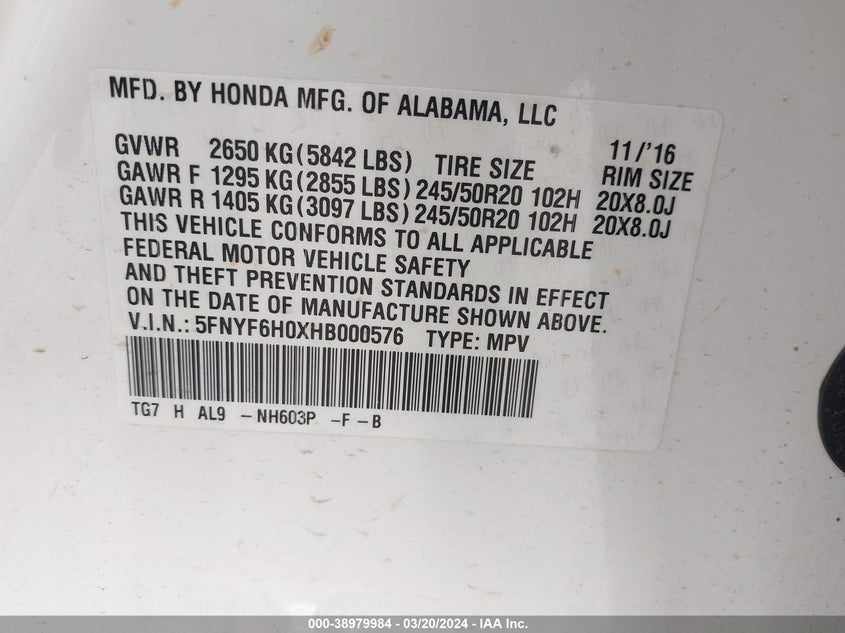 MFD. BY HONDA MFG. OF ALABAMA, LLC
GVWR 2650 KG(5842 LBS) TIRE SIZE 11/'16 RIM SIZE
GAWR F 1295 KG(2855 LBS) 245/50R20 102H 20X8.0J
GAWR R 1405 KG(3097 LBS) 245/50R20 102H 20X8.0J
THIS VEHICLE CONFORMS TO ALL APPLICABLE
FEDERAL MOTOR VEHICLE SAFETY
AND THEFT PREVENTION STANDARDS IN EFFECT
ON THE DATE OF MANUFACTURE SHOWN ABOVE.
V.I.N.: 5FNYF6H0XHB000576 TYPE: MPV
TG7 H AL9 -NH603P -F-B
000-38979984 / 03/20/2024 - IAA Inc.